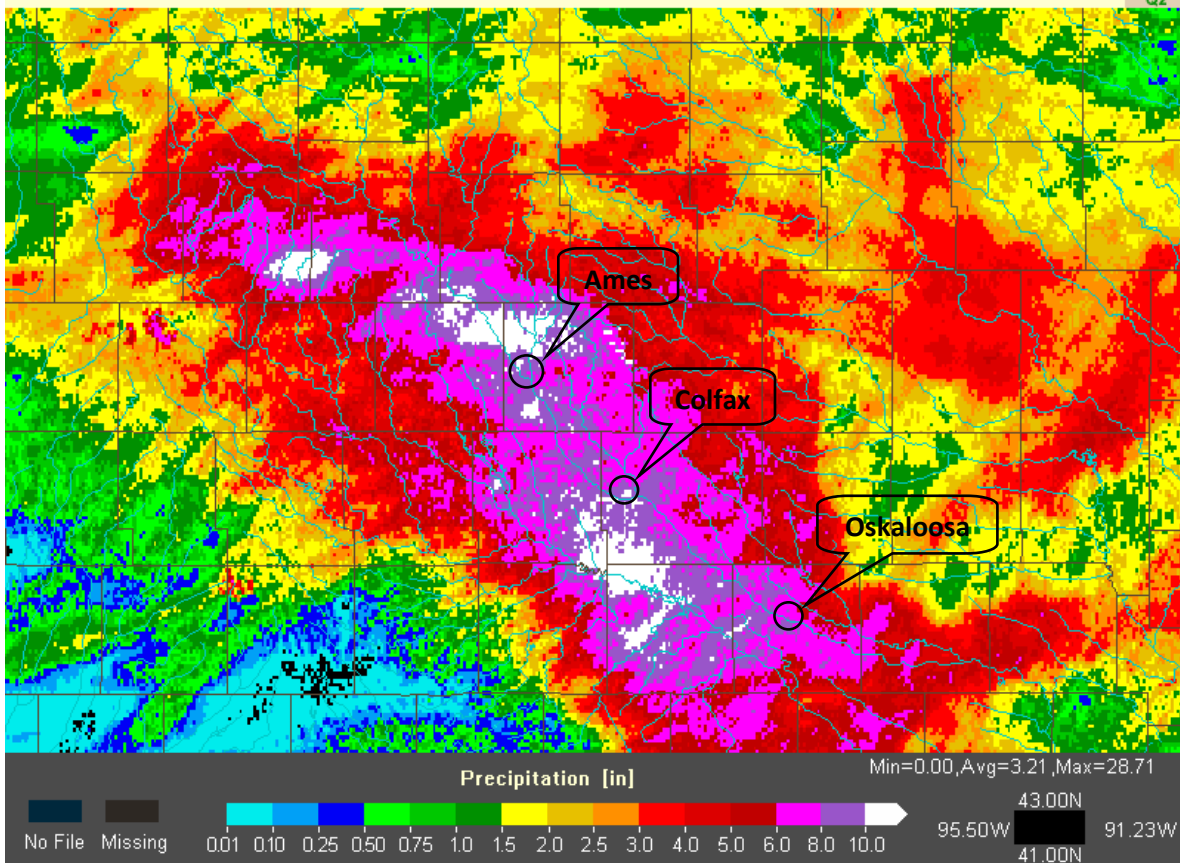 Q2
Ames
Colfax
Oskaloosa
Precipitation [in]
Min=0.00,Avg=3.21,Max=28.71
No File Missing
0.01 0.10 0.25 0.50 0.75 1.0 1.5 2.0 2.5 3.0 4.0 5.0 6.0 8.0 10.0
43.00N
95.50W 91.23W
41.00N